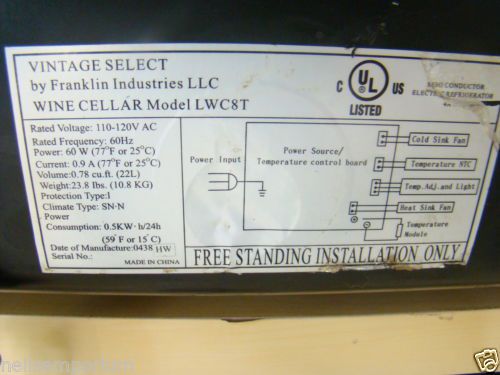 VINTAGE SELECT
by Franklin Industries LLC
WINE CELLAR Model LWC8T
C UL US
LISTED
SEMI CONDUCTOR
ELECTRIC REFRIGERATOR
Rated Voltage: 110-120V AC
Rated Frequency: 60Hz
Power: 60 W (77°F or 25°C)
Current: 0.9 A (77°F or 25°C)
Volume:0.78 cu.ft. (22L)
Weight:23.8 lbs. (10.8 KG)
Protection Type:I
Climate Type: SN-N
Power
Consumption: 0.5KW·h/24h
(59°F or 15°C)
Date of Manufacture:0438 HW
Serial No.:
MADE IN CHINA
Power Input
Power Source/
Temperature control board
Cold Sink Fan
Temperature NTC
Temp.Adj.and Light
Heat Sink Fan
Temperature
Module
FREE STANDING INSTALLATION ONLY